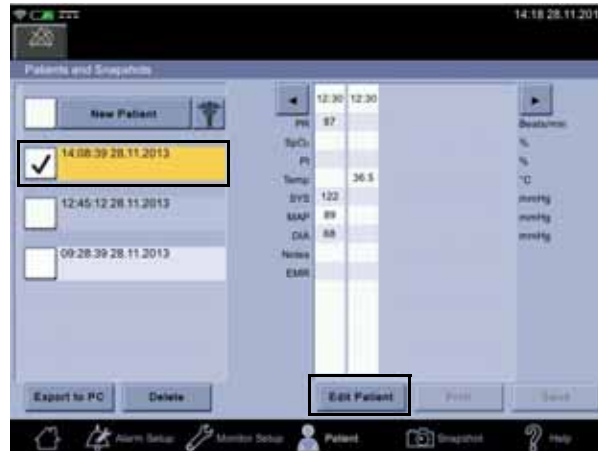 14:18 28.11.201
Patients and Snapshots
New Patient
14:08:39 28.11.2013
12:45:12 28.11.2013
09:28:39 28.11.2013
12:30 12:30
PR 87 Beats/min
SpO₂ %
PI %
Temp 36.5 °C
SYS 122 mmHg
MAP 89 mmHg
DIA 68 mmHg
Notes
EMR
Export to PC Delete Edit Patient Print Send
Alarm Setup Monitor Setup Patient Snapshot Help